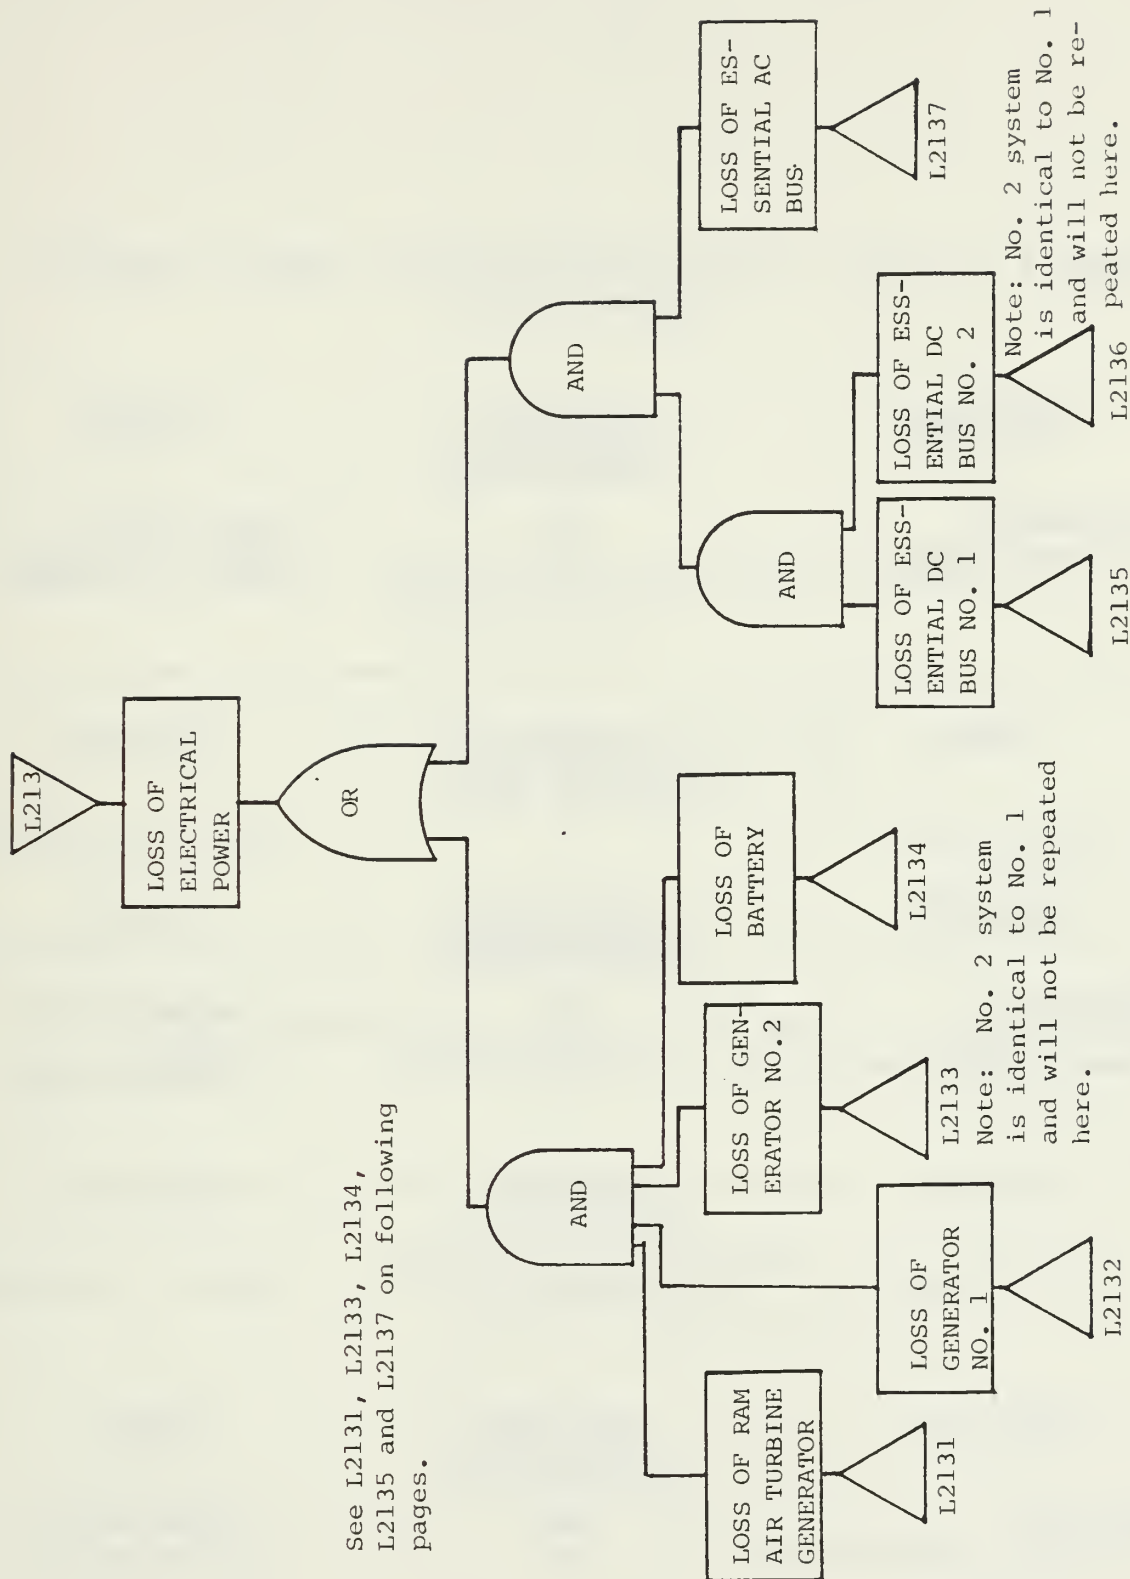 L213
LOSS OF
ELECTRICAL
POWER
OR
See L2131, L2133, L2134,
L2135 and L2137 on following
pages.
AND
AND
LOSS OF RAM
AIR TURBINE
GENERATOR
L2131
LOSS OF
GENERATOR
NO. 1
L2132
LOSS OF GEN-
ERATOR NO.2
L2133
Note: No. 2 system
is identical to No. 1
and will not be repeated
here.
LOSS OF
BATTERY
L2134
AND
LOSS OF ESS-
ENTIAL DC
BUS NO. 1
L2135
LOSS OF ESS-
ENTIAL DC
BUS NO. 2
L2136
Note: No. 2 system
is identical to No. 1
and will not be re-
peated here.
LOSS OF ES-
SENTIAL AC
BUS
L2137